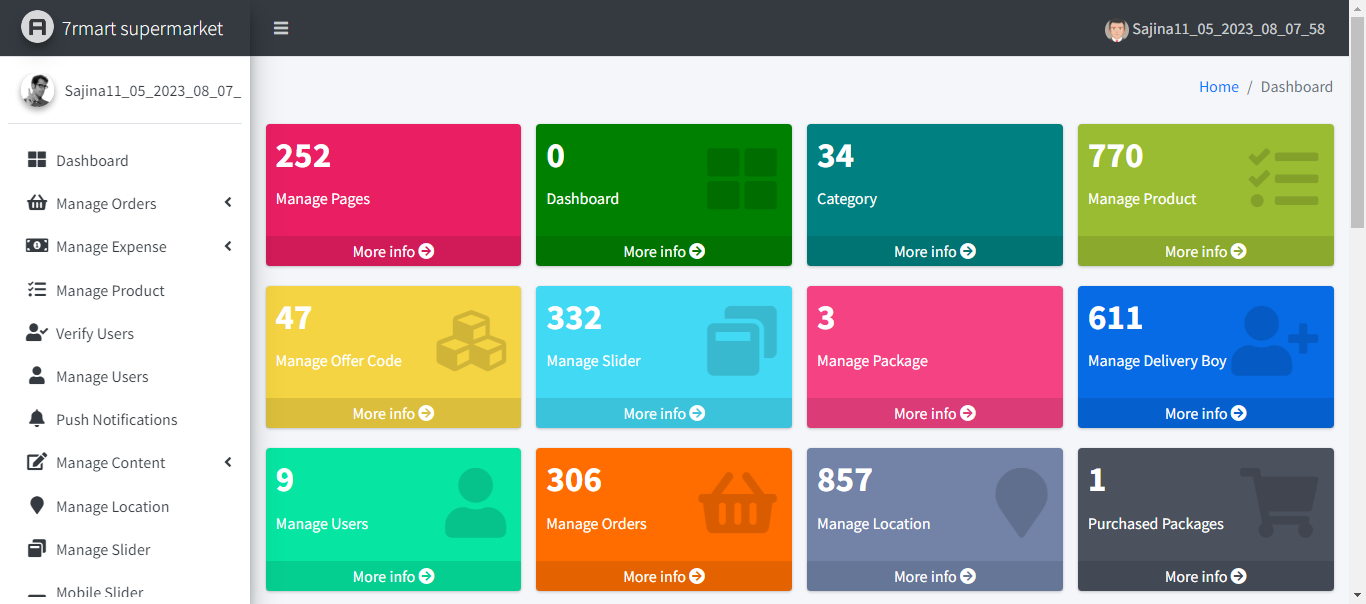 7rmart supermarket
Sajina11_05_2023_08_07_58
Sajina11_05_2023_08_07_
Home / Dashboard
Dashboard
Manage Orders
Manage Expense
Manage Product
Verify Users
Manage Users
Push Notifications
Manage Content
Manage Location
Manage Slider
Mobile Slider
252
Manage Pages
More info
0
Dashboard
More info
34
Category
More info
770
Manage Product
More info
47
Manage Offer Code
More info
332
Manage Slider
More info
3
Manage Package
More info
611
Manage Delivery Boy
More info
9
Manage Users
More info
306
Manage Orders
More info
857
Manage Location
More info
1
Purchased Packages
More info